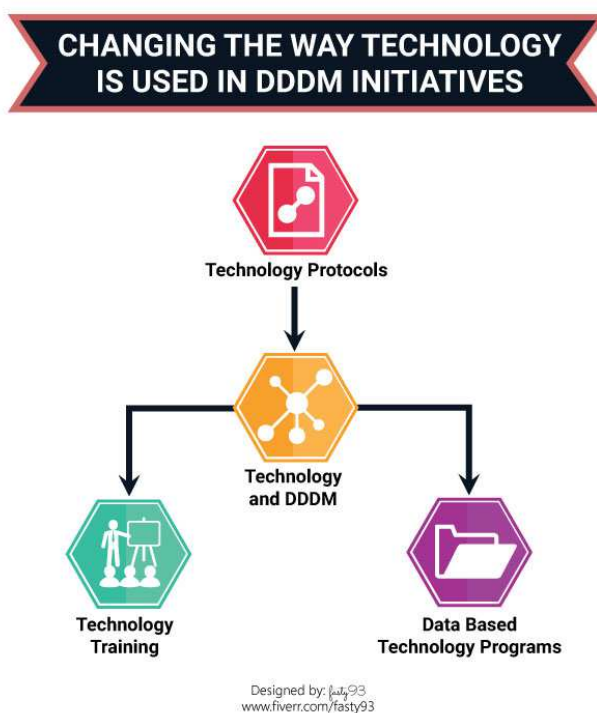 CHANGING THE WAY TECHNOLOGY
IS USED IN DDDM INITIATIVES
Technology Protocols
Technology
and DDDM
Technology
Training
Data Based
Technology Programs
Designed by: fasty93
www.fiverr.com/fasty93